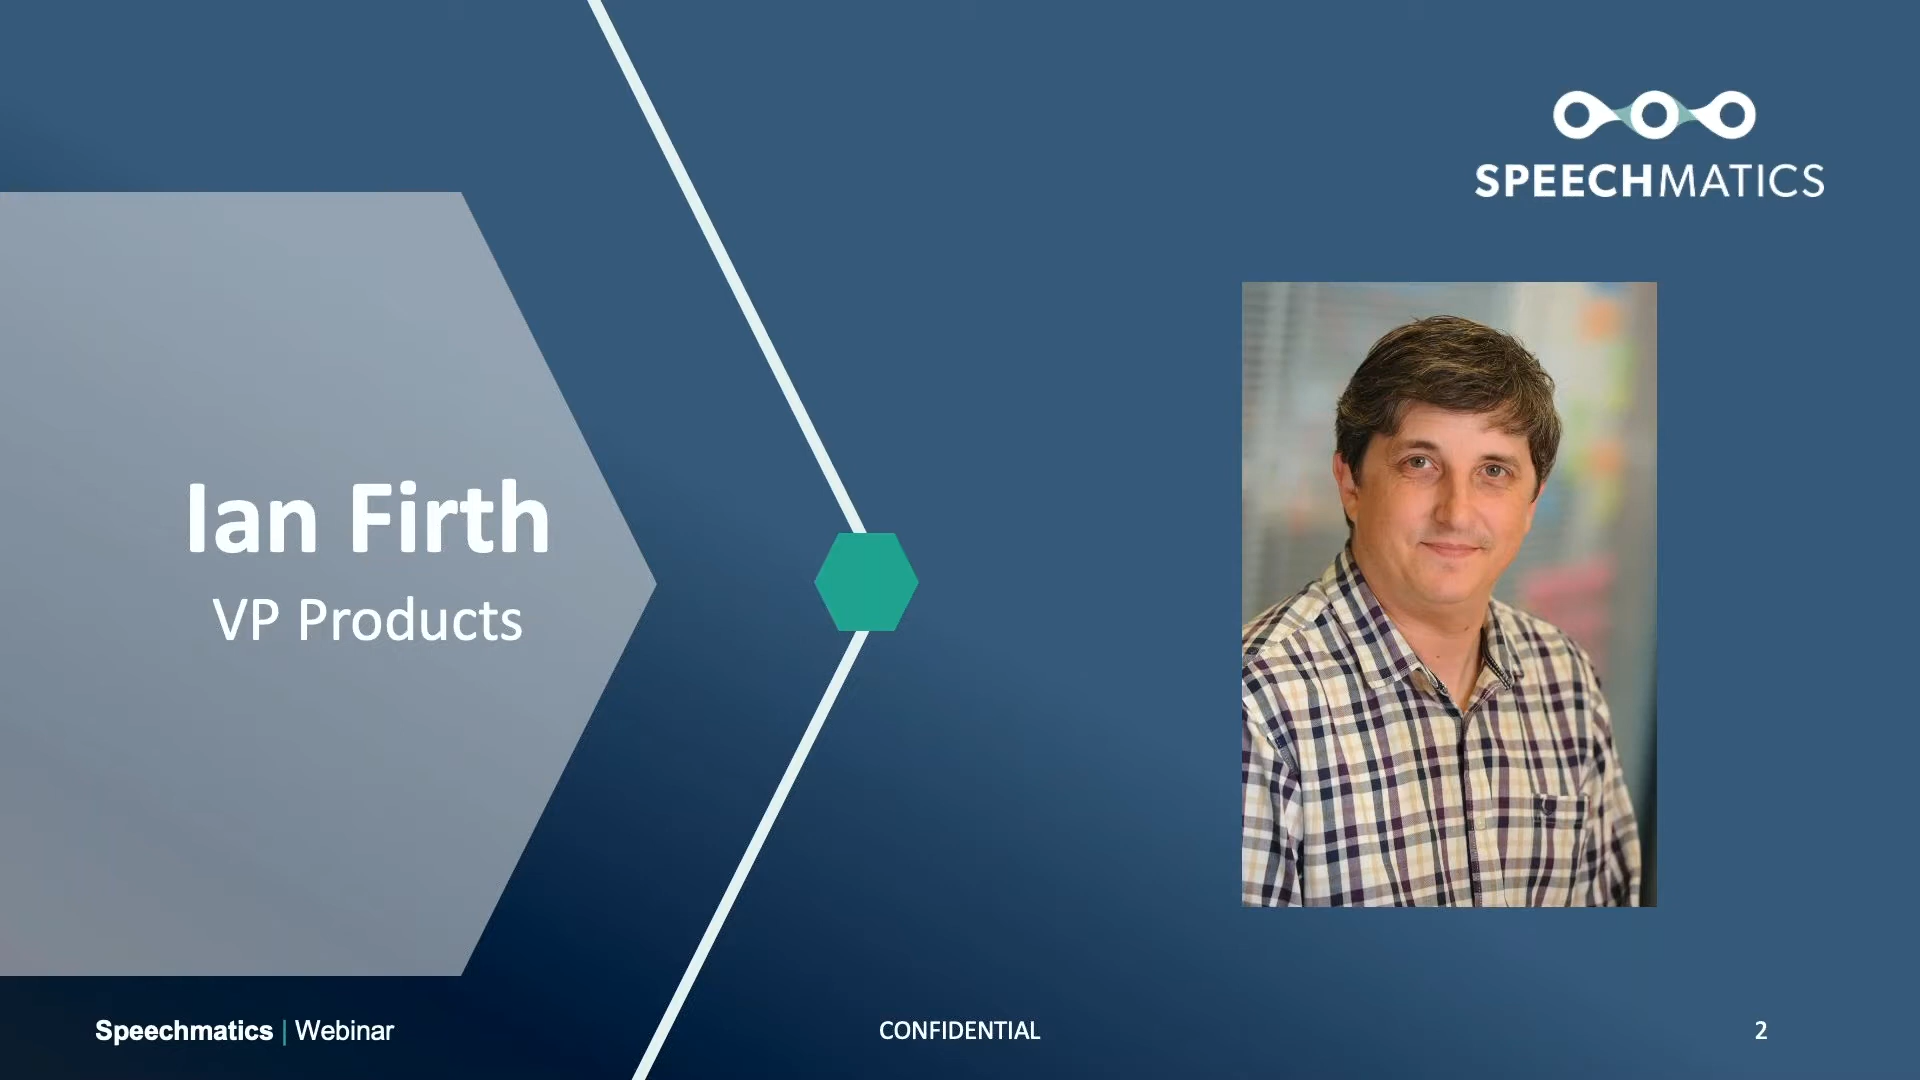 SPEECHMATICS
Ian Firth
VP Products
Speechmatics | Webinar
CONFIDENTIAL
2